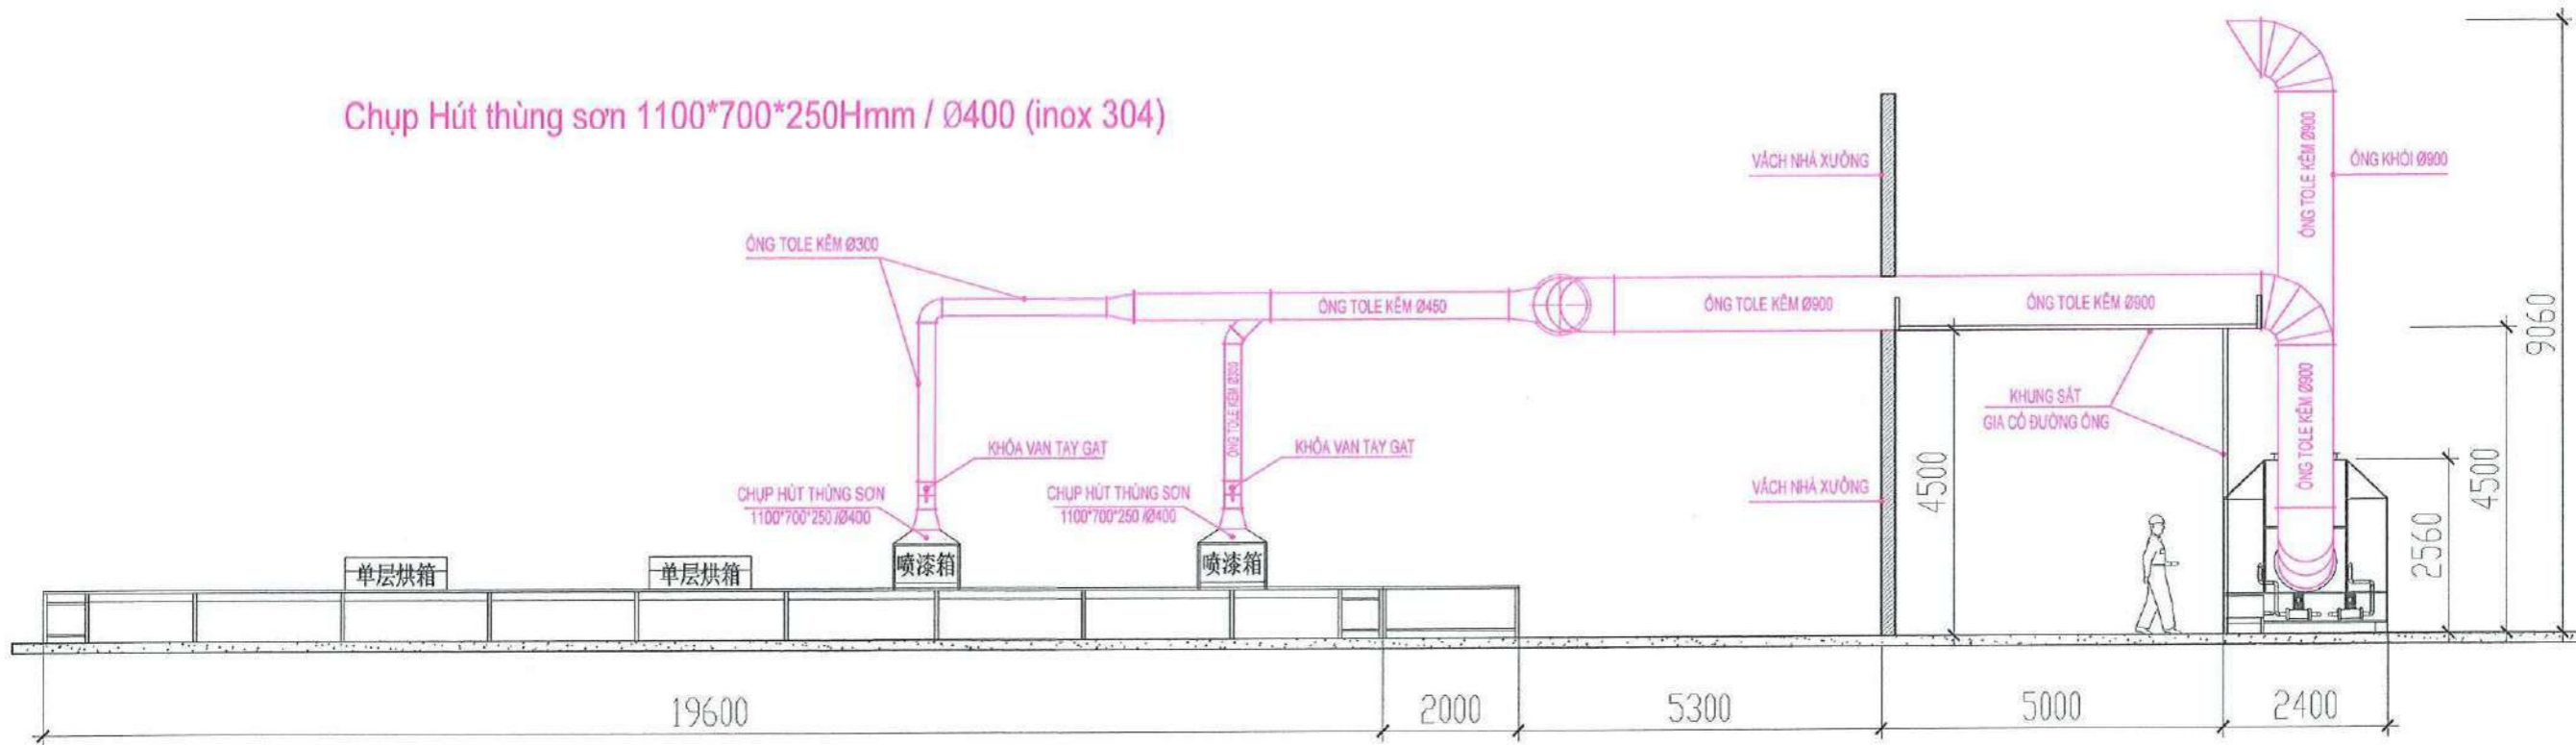 Chụp Hút thùng sơn 1100*700*250Hmm / Ø400 (inox 304)
VÁCH NHÀ XƯỞNG
ỐNG TOLE KẼM Ø900
ỐNG KHÓI Ø900
ỐNG TOLE KẼM Ø300
ỐNG TOLE KẼM Ø450
ỐNG TOLE KẼM Ø900
ỐNG TOLE KẼM Ø900
9060
ỐNG TOLE KẼM Ø300
KHUNG SẮT
GIA CỐ ĐƯỜNG ỐNG
ỐNG TOLE KẼM Ø900
KHÓA VAN TAY GẠT
KHÓA VAN TAY GẠT
CHỤP HÚT THÙNG SƠN
1100*700*250 /Ø400
CHỤP HÚT THÙNG SƠN
1100*700*250 /Ø400
VÁCH NHÀ XƯỞNG
4500
4500
2560
单层烘箱
单层烘箱
喷漆箱
喷漆箱
19600
2000
5300
5000
2400